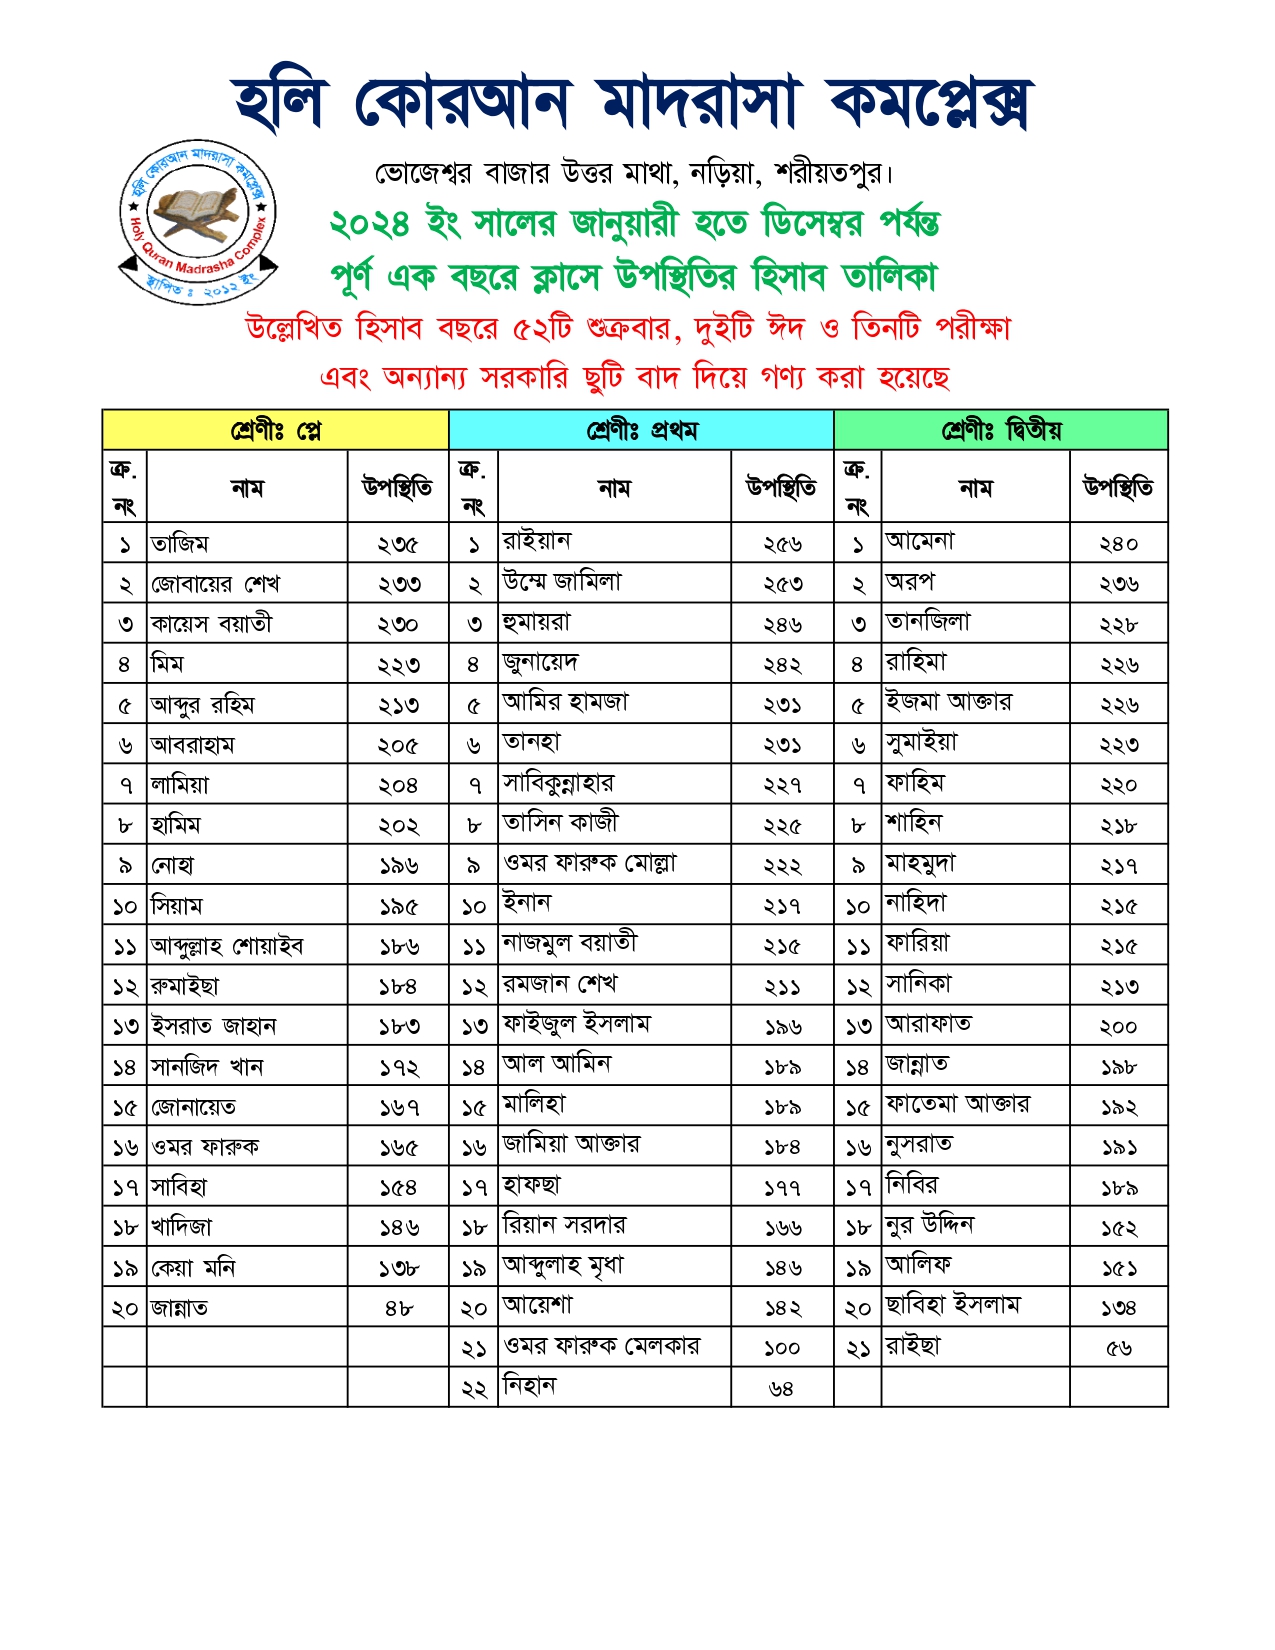 হলি কোরআন মাদরাসা কমপ্লেক্স
ভোজেশ্বর বাজার উত্তর মাথা, নড়িয়া, শরীয়তপুর।
হলি কোরআন মাদরাসা কমপ্লেক্স
Holy Quran Madrasha Complex
স্থাপিত ঃ ২০১২ ইং
২০২৪ ইং সালের জানুয়ারী হতে ডিসেম্বর পর্যন্ত
পূর্ণ এক বছরে ক্লাসে উপস্থিতির হিসাব তালিকা
উল্লেখিত হিসাব বছরে ৫২টি শুক্রবার, দুইটি ঈদ ও তিনটি পরীক্ষা
এবং অন্যান্য সরকারি ছুটি বাদ দিয়ে গণ্য করা হয়েছে
শ্রেণীঃ প্লে শ্রেণীঃ প্রথম শ্রেণীঃ দ্বিতীয়
ক্র. নং নাম উপস্থিতি ক্র. নং নাম উপস্থিতি ক্র. নং নাম উপস্থিতি
১ তাজিম ২৩৫ ১ রাইয়ান ২৫৬ ১ আমেনা ২৪০
২ জোবায়ের শেখ ২৩৩ ২ উম্মে জামিলা ২৫৩ ২ অরপ ২৩৬
৩ কায়েস বয়াতী ২৩০ ৩ হুমায়রা ২৪৬ ৩ তানজিলা ২২৮
৪ মিম ২২৩ ৪ জুনায়েদ ২৪২ ৪ রাহিমা ২২৬
৫ আব্দুর রহিম ২১৩ ৫ আমির হামজা ২৩১ ৫ ইজমা আক্তার ২২৬
৬ আবরাহাম ২০৫ ৬ তানহা ২৩১ ৬ সুমাইয়া ২২৩
৭ লামিয়া ২০৪ ৭ সাবিকুন্নাহার ২২৭ ৭ ফাহিম ২২০
৮ হামিম ২০২ ৮ তাসিন কাজী ২২৫ ৮ শাহিন ২১৮
৯ নোহা ১৯৬ ৯ ওমর ফারুক মোল্লা ২২২ ৯ মাহমুদা ২১৭
১০ সিয়াম ১৯৫ ১০ ইনান ২১৭ ১০ নাহিদা ২১৫
১১ আব্দুল্লাহ শোয়াইব ১৮৬ ১১ নাজমুল বয়াতী ২১৫ ১১ ফারিয়া ২১৫
১২ রুমাইছা ১৮৪ ১২ রমজান শেখ ২১১ ১২ সানিকা ২১৩
১৩ ইসরাত জাহান ১৮৩ ১৩ ফাইজুল ইসলাম ১৯৬ ১৩ আরাফাত ২০০
১৪ সানজিদ খান ১৭২ ১৪ আল আমিন ১৮৯ ১৪ জান্নাত ১৯৮
১৫ জোনায়েত ১৬৭ ১৫ মালিহা ১৮৯ ১৫ ফাতেমা আক্তার ১৯২
১৬ ওমর ফারুক ১৬৫ ১৬ জামিয়া আক্তার ১৮৪ ১৬ নুসরাত ১৯১
১৭ সাবিহা ১৫৪ ১৭ হাফছা ১৭৭ ১৭ নিবির ১৮৯
১৮ খাদিজা ১৪৬ ১৮ রিয়ান সরদার ১৬৬ ১৮ নুর উদ্দিন ১৫২
১৯ কেয়া মনি ১৩৮ ১৯ আব্দুলাহ মৃধা ১৪৬ ১৯ আলিফ ১৫১
২০ জান্নাত ৪৮ ২০ আয়েশা ১৪২ ২০ ছাবিহা ইসলাম ১৩৪
২১ ওমর ফারুক মেলকার ১০০ ২১ রাইছা ৫৬
২২ নিহান ৬৪